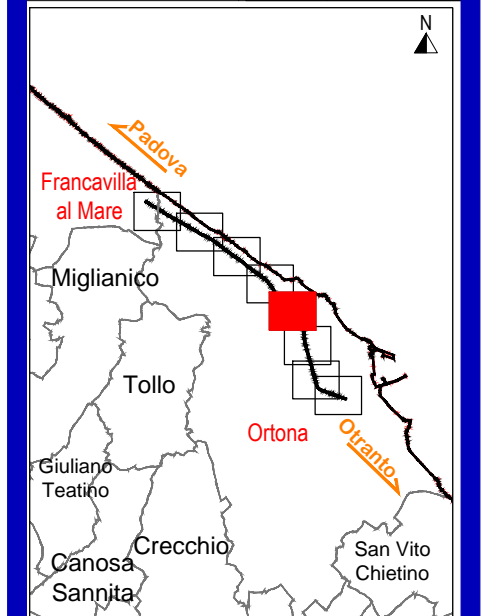 N
Padova
Francavilla
al Mare
Miglianico
Tollo
Ortona
Otranto
Giuliano
Teatino
Crecchio
San Vito
Chietino
Canosa
Sannita